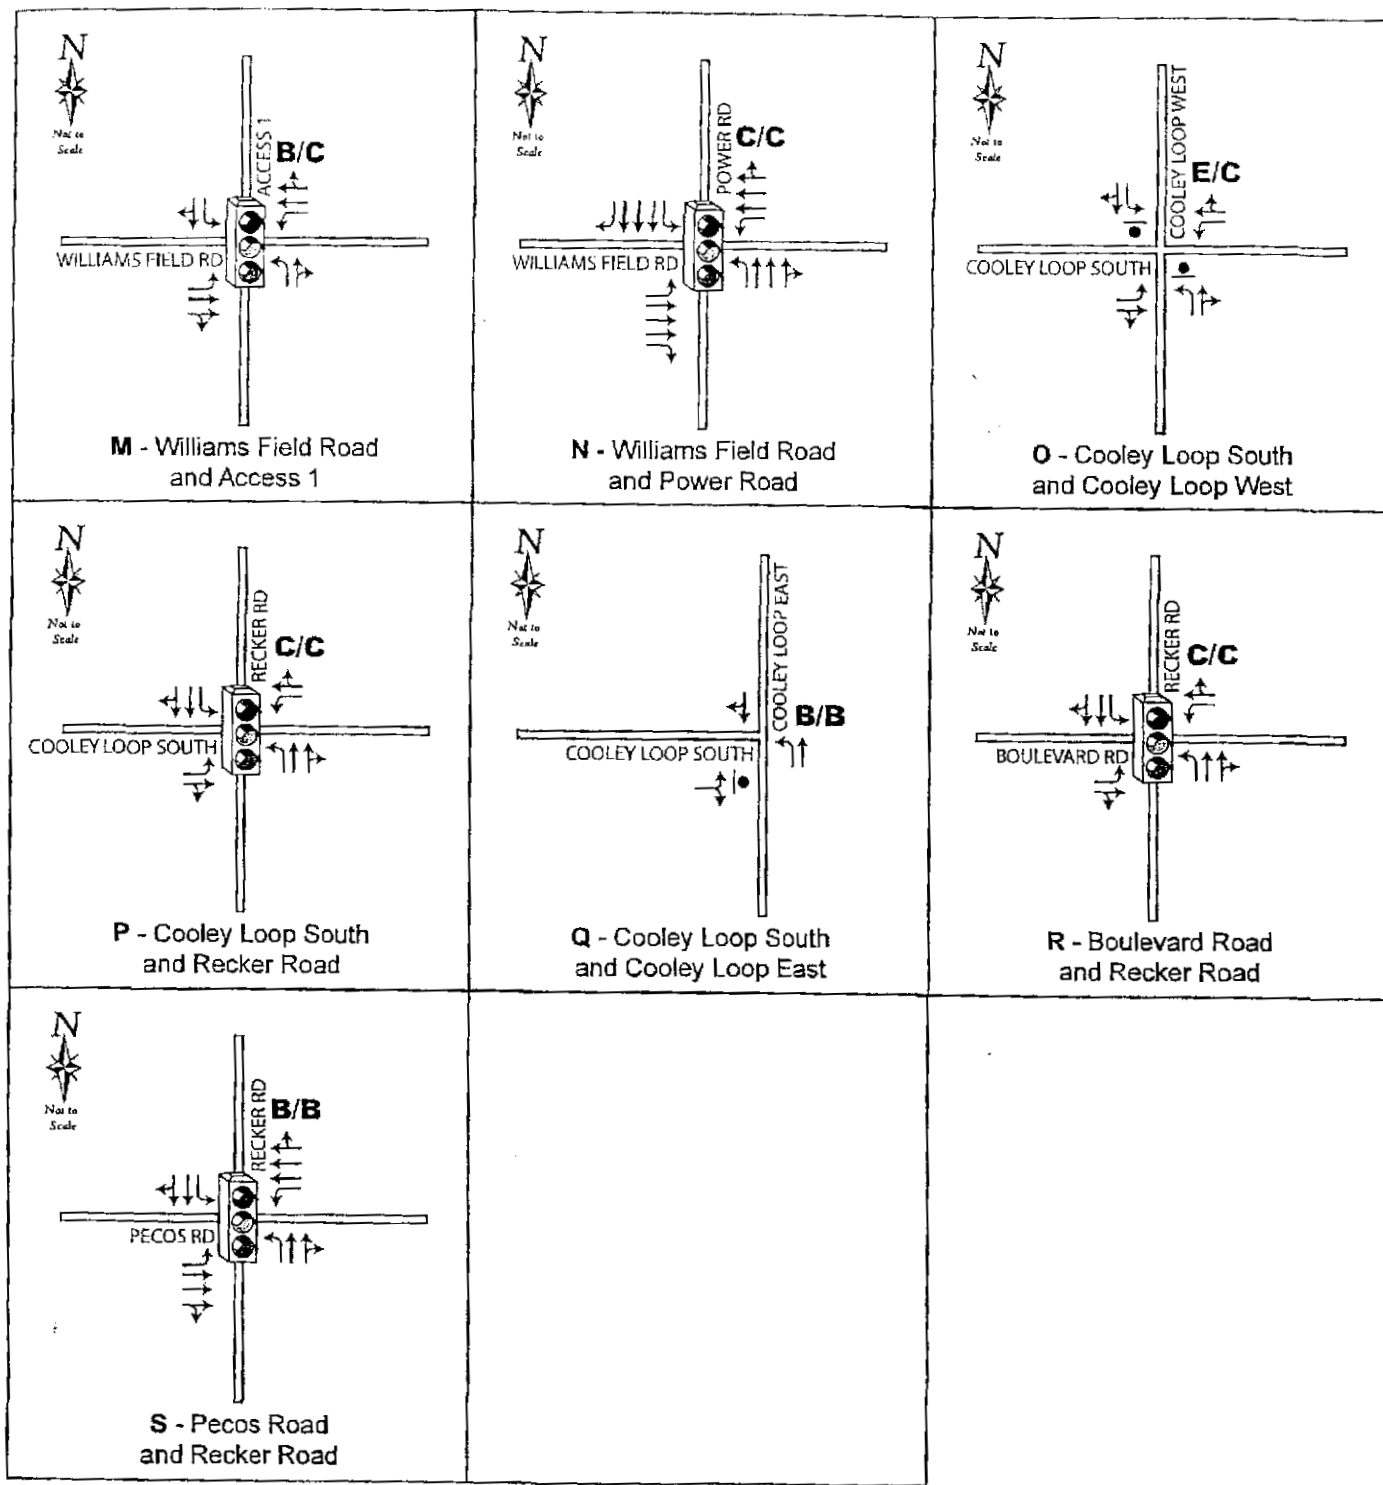 N
Not to
Scale
ACCESS 1
B/C
WILLIAMS FIELD RD
M - Williams Field Road
and Access 1
N
Not to
Scale
POWER RD
C/C
WILLIAMS FIELD RD
N - Williams Field Road
and Power Road
N
Not to
Scale
COOLEY LOOP WEST
E/C
COOLEY LOOP SOUTH
O - Cooley Loop South
and Cooley Loop West
N
Not to
Scale
RECKER RD
C/C
COOLEY LOOP SOUTH
P - Cooley Loop South
and Recker Road
N
Not to
Scale
COOLEY LOOP EAST
B/B
COOLEY LOOP SOUTH
Q - Cooley Loop South
and Cooley Loop East
N
Not to
Scale
RECKER RD
C/C
BOULEVARD RD
R - Boulevard Road
and Recker Road
N
Not to
Scale
RECKER RD
B/B
PECOS RD
S - Pecos Road
and Recker Road